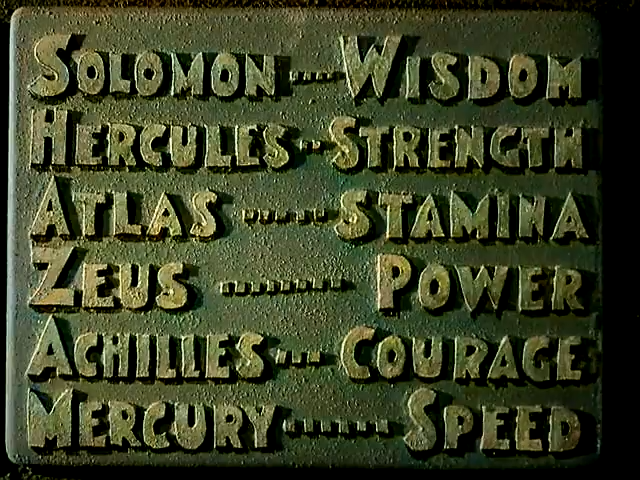 Solomon ...... Wisdom
Hercules .. Strength
Atlas ....... Stamina
Zeus .......... Power
Achilles .... Courage
Mercury ........ Speed